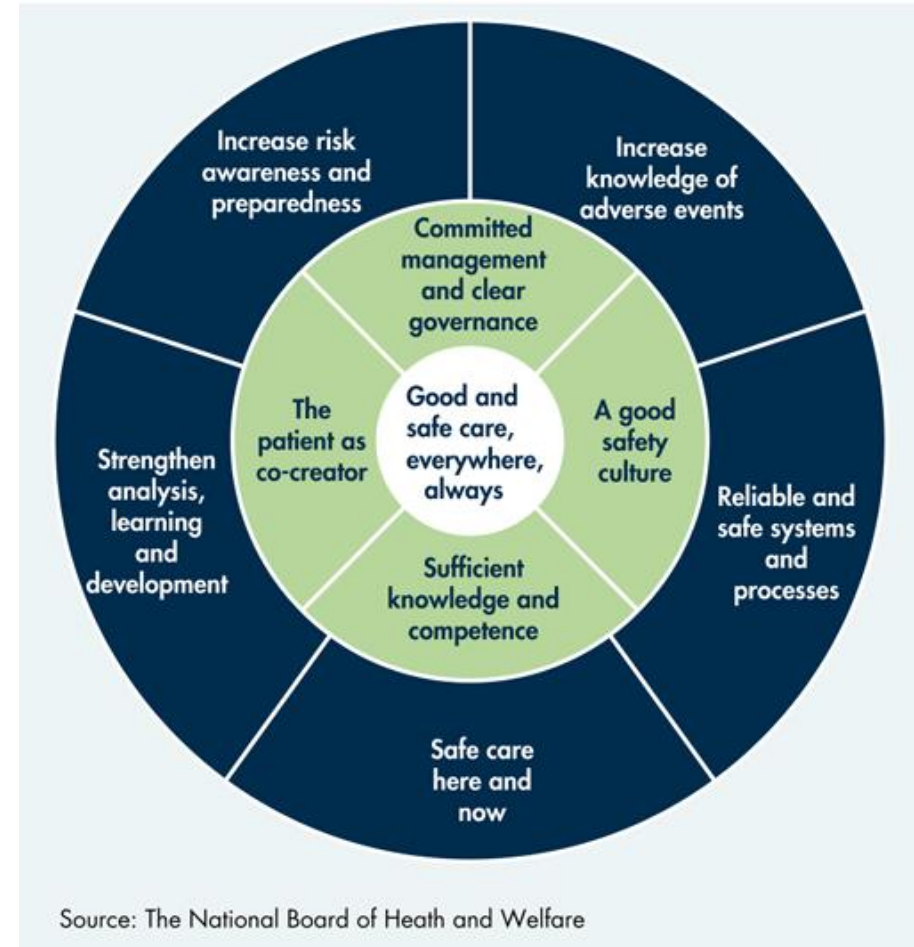 Increase risk
awareness and
preparedness
Increase
knowledge of
adverse events
Committed
management
and clear
governance
The
patient as
co-creator
Good and
safe care,
everywhere,
always
A good
safety
culture
Strengthen
analysis,
learning
and
development
Reliable and
safe systems
and
processes
Sufficient
knowledge and
competence
Safe care
here and
now
Source: The National Board of Heath and Welfare